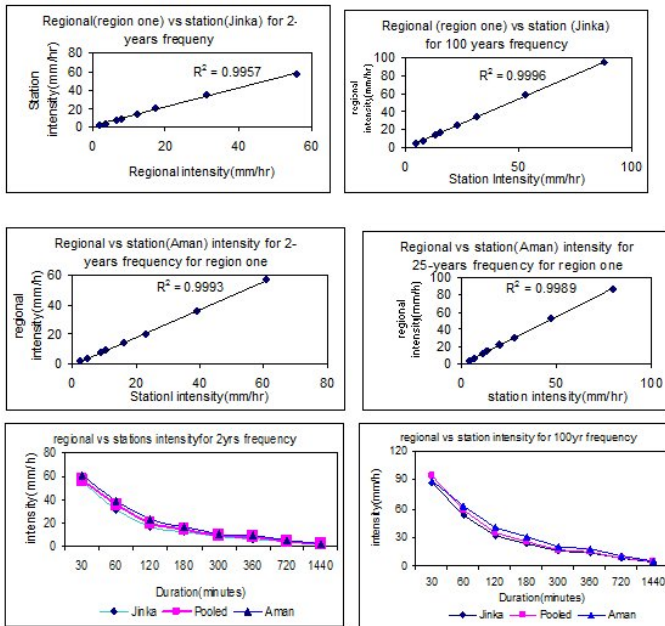 Regional(region one) vs station(Jinka) for 2-
years frequeny
Station
intensity(mm/hr)
80
60
40
20
0
R² = 0.9957
0 20 40 60
Regional intensity(mm/hr)
Regional (region one) vs station (Jinka)
for 100 years frequency
regional
intensity(mm/hr)
100
80
60
40
20
0
R² = 0.9996
0 50 100
Station Intensity(mm/hr)
Regional vs station(Aman) intensity for 2-
years frequency for region one
regional
intensity(mm/h)
60
40
20
0
R² = 0.9993
0 20 40 60 80
Stationl intensity(mm/hr)
Regional vs station(Aman) intensity for
25-years frequency for region one
regional
intensity(mm/h)
100
80
60
40
20
0
R² = 0.9989
0 20 40 60 80 100
station intensity(mm/hr)
regional vs stations intensityfor 2yrs frequency
intensity(mm/h)
80
60
40
20
0
30 60 120 180 300 360 720 1440
Duration(minutes)
Jinka Pooled Aman
regional vs station intensity for 100yr frequency
intensity(mm/h)
120
90
60
30
0
30 60 120 180 300 360 720 1440
Duration(minutes)
Jinka Pooled Aman